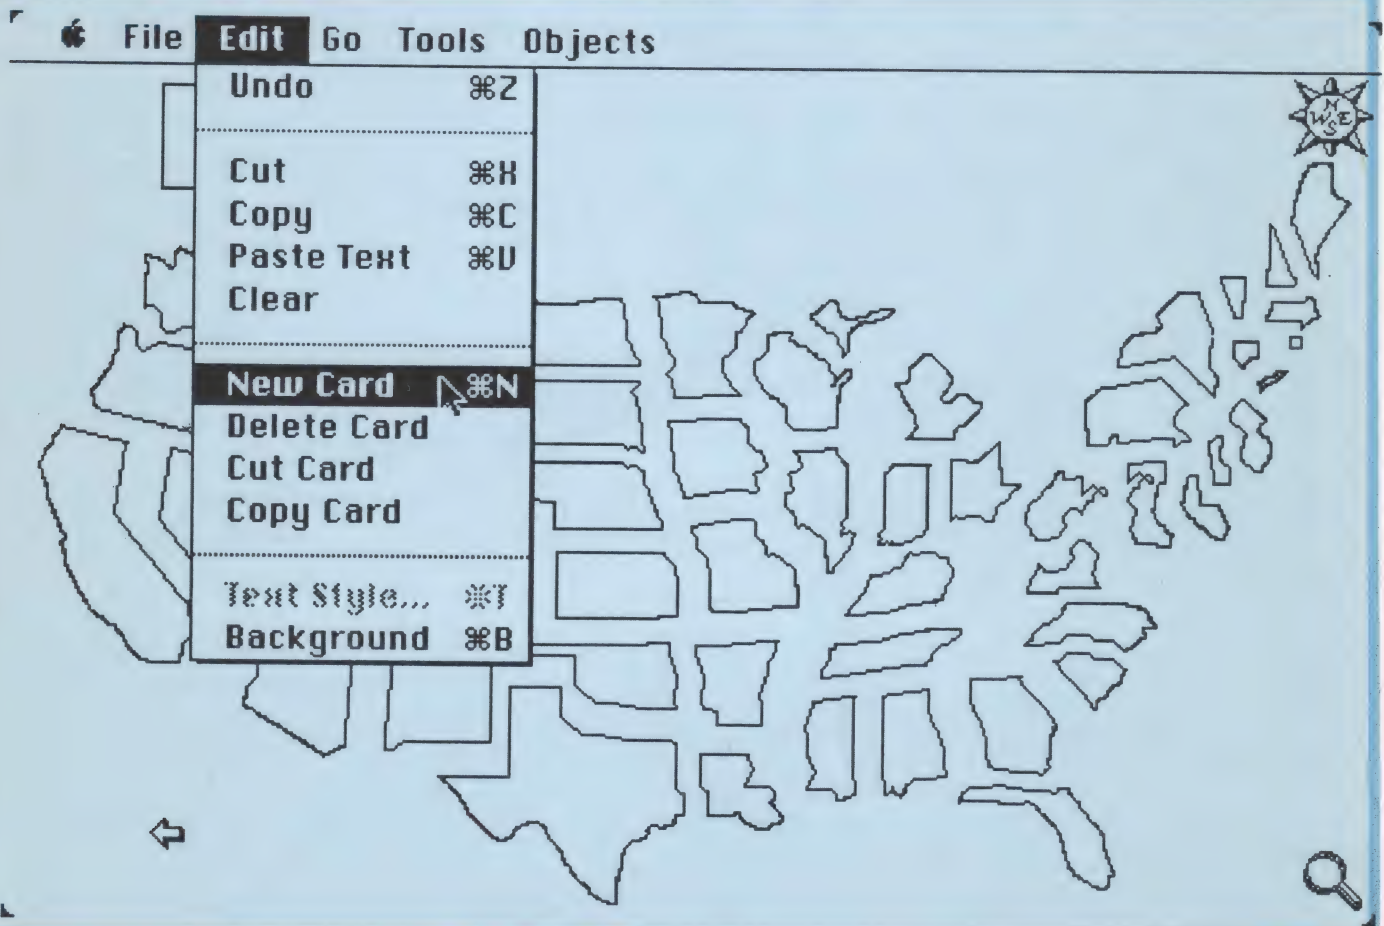 File Edit Go Tools Objects
Undo ⌘Z
Cut ⌘X
Copy ⌘C
Paste Text ⌘V
Clear
New Card ⌘N
Delete Card
Cut Card
Copy Card
Text Style... ⌘T
Background ⌘B
N
W E
S